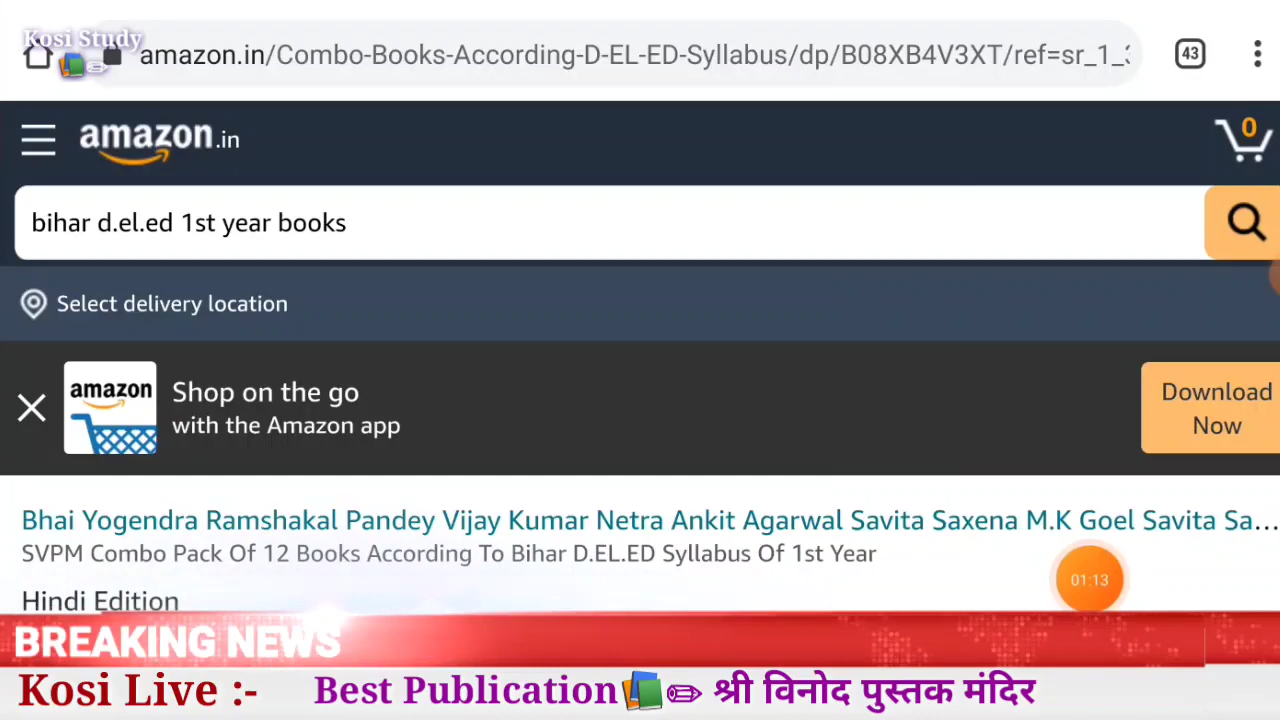 Kosi Study
amazon.in/Combo-Books-According-D-EL-ED-Syllabus/dp/B08XB4V3XT/ref=sr_1_
43
amazon.in
0
bihar d.el.ed 1st year books
Select delivery location
amazon
Shop on the go
with the Amazon app
Download
Now
Bhai Yogendra Ramshakal Pandey Vijay Kumar Netra Ankit Agarwal Savita Saxena M.K Goel Savita Sa...
SVPM Combo Pack Of 12 Books According To Bihar D.EL.ED Syllabus Of 1st Year
01:13
Hindi Edition
BREAKING NEWS
Kosi Live :- Best Publication📚✏ श्री विनोद पुस्तक मंदिर